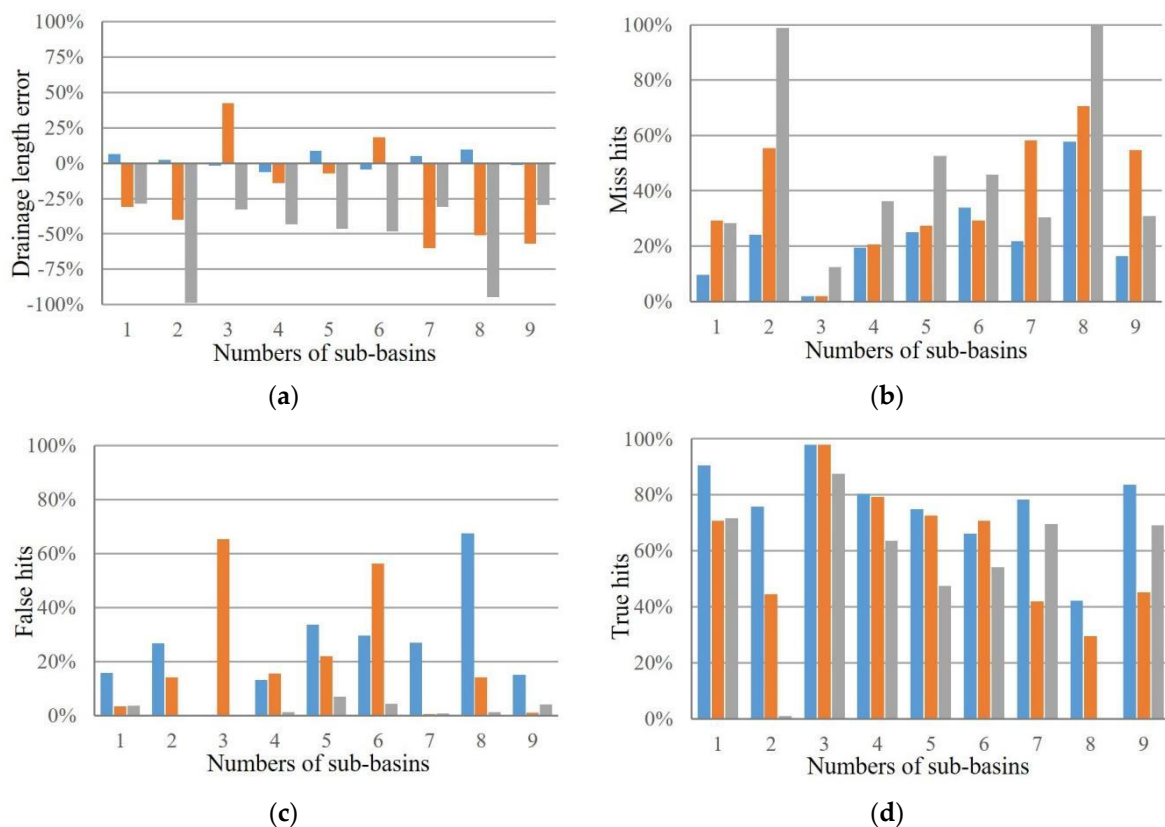 100%
75%
50%
25%
0%
-25%
-50%
-75%
-100%
Drainage length error
1 2 3 4 5 6 7 8 9
Numbers of sub-basins
(a)
100%
80%
60%
40%
20%
0%
Miss hits
1 2 3 4 5 6 7 8 9
Numbers of sub-basins
(b)
100%
80%
60%
40%
20%
0%
False hits
1 2 3 4 5 6 7 8 9
Numbers of sub-basins
(c)
100%
80%
60%
40%
20%
0%
True hits
1 2 3 4 5 6 7 8 9
Numbers of sub-basins
(d)